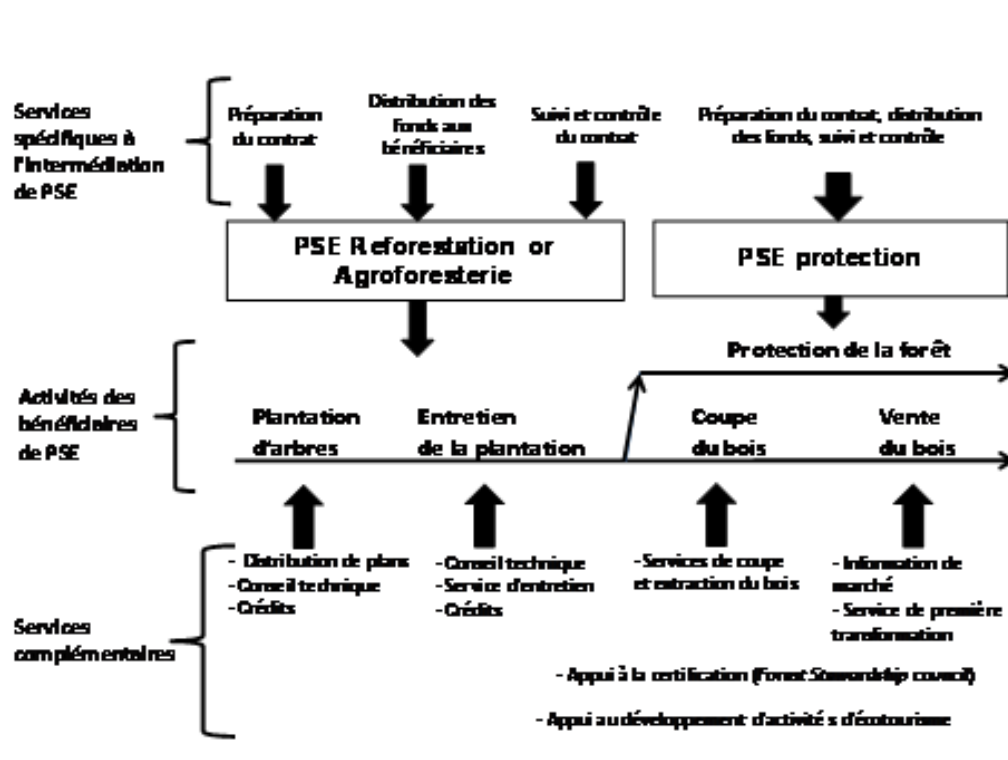 Services
spécifiques à
l'intermédiation
de PSE
Préparation
du contrat
Distribution des
Fonds aux
bénéficiaires
Suivi et contrôle
du contrat
Préparation du contrat, distribution
des fonds, suivi et contrôle
PSE Reforestation or
Agroforesterie
PSE protection
Protection de la forêt
Activités des
bénéficiaires
de PSE
Plantation
d'arbres
Entretien
de la plantation
Coupe
du bois
Vente
du bois
- Distribution de plans
-Conseil technique
-Crédits
-Conseil technique
-Service d'entretien
-Crédits
-Services de coupe
et extraction du bois
- Information de
marché
- Service de première
transformation
Services
complémentaires
- Appui à la certification (Forest Stewardship council)
- Appui au développement d'activités d'écotourisme